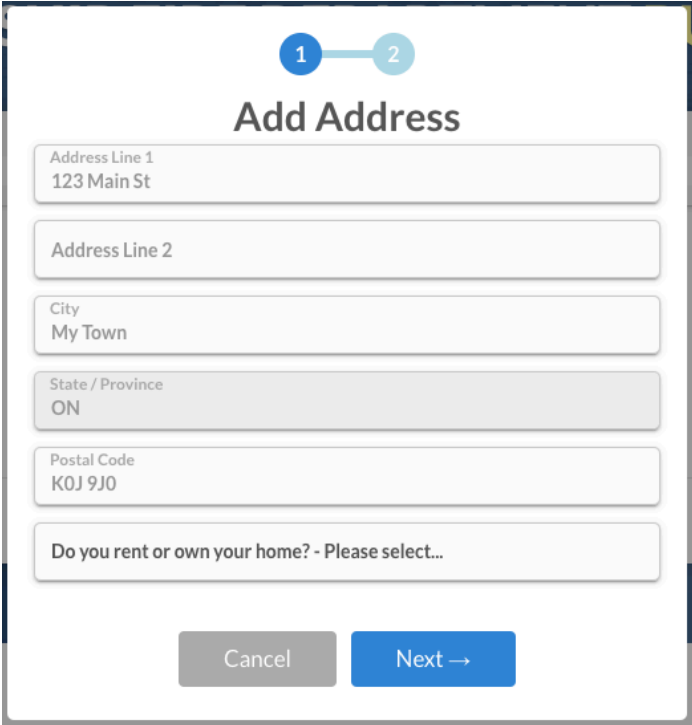 1 2
Add Address
Address Line 1
123 Main St
Address Line 2
City
My Town
State / Province
ON
Postal Code
K0J 9J0
Do you rent or own your home? - Please select...
Cancel Next →